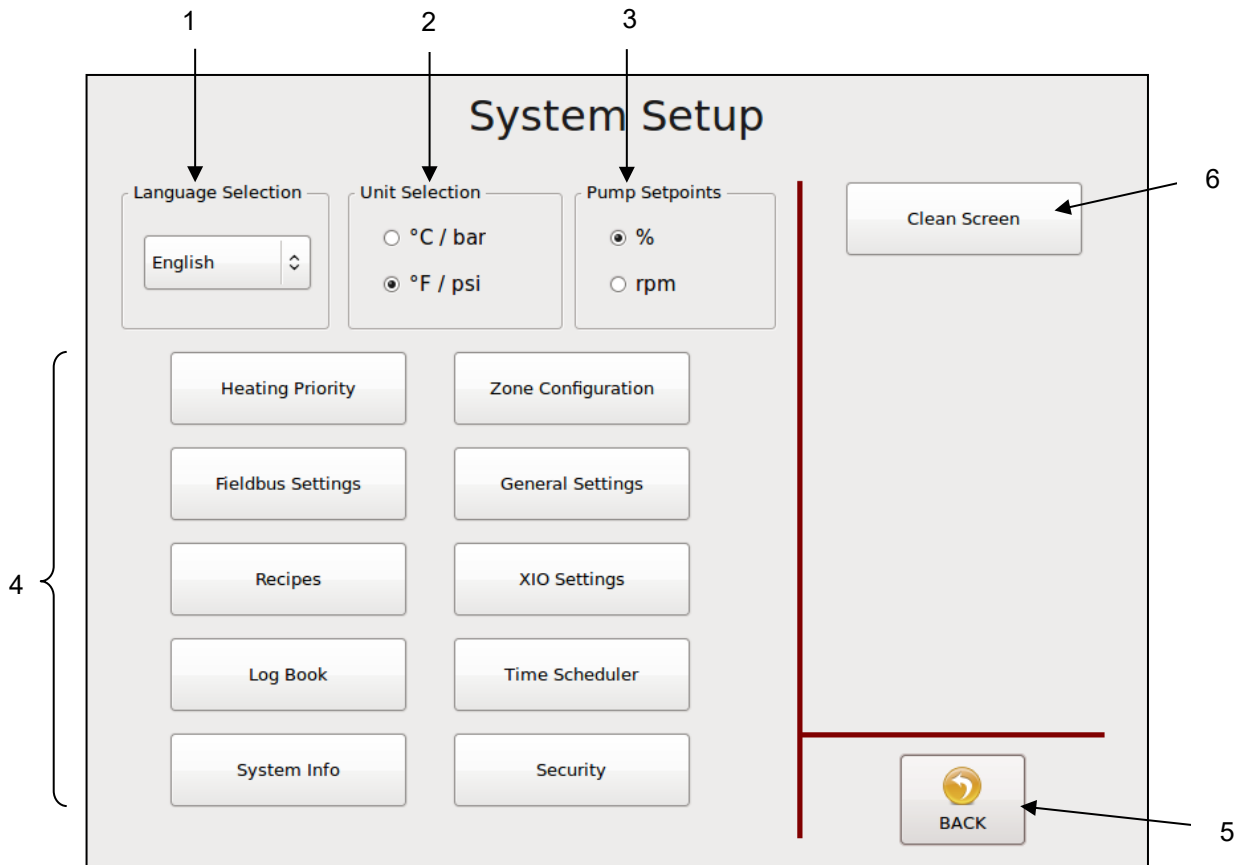 1
2
3
System Setup
Language Selection
Unit Selection
Pump Setpoints
6
Clean Screen
English
°C / bar
°F / psi
%
rpm
Heating Priority
Zone Configuration
Fieldbus Settings
General Settings
4
Recipes
XIO Settings
Log Book
Time Scheduler
System Info
Security
BACK
5